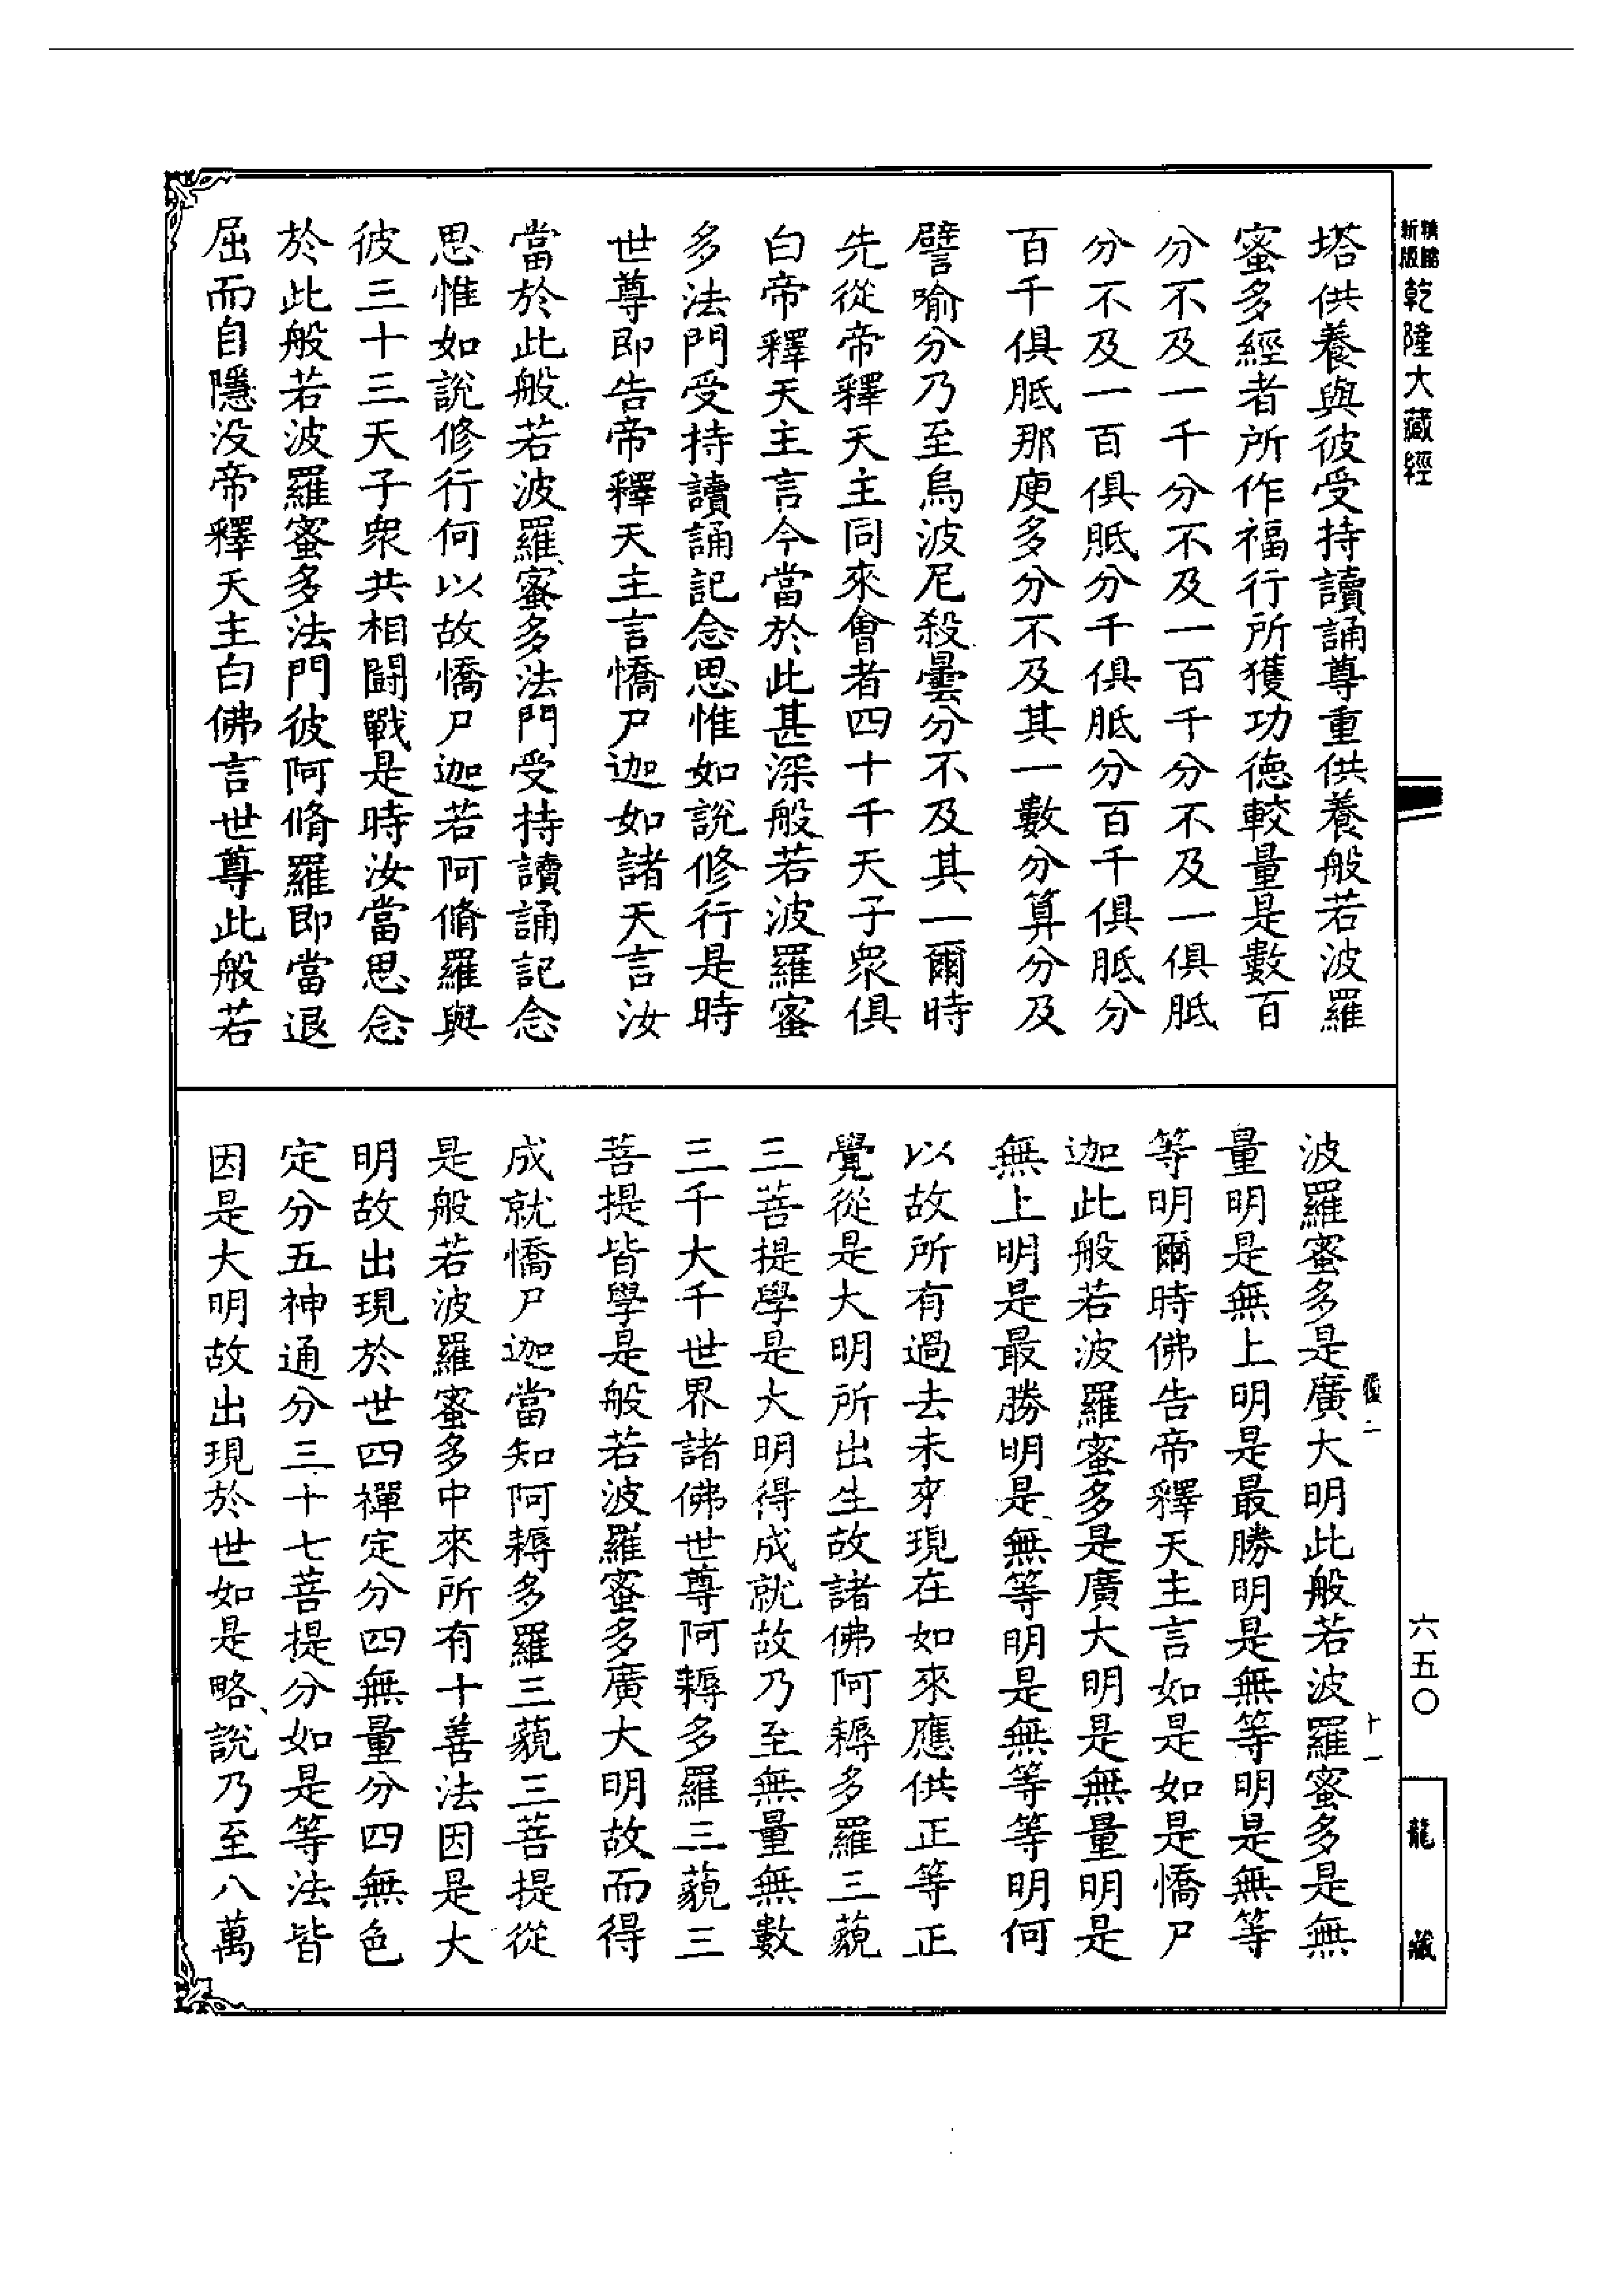 新版精縮乾隆大藏經
塔供養與彼受持讀誦尊重供養般若波羅
蜜多經者所作福行所獲功德較量是數百
分不及一千分不及一百千分不及一俱胝
分不及一百俱胝分千俱胝分百千俱胝分
百千俱胝那庾多分不及其一數分算分及
譬喻分乃至烏波尼殺曇分不及其一爾時
先從帝釋天主同來會者四十千天子衆俱
白帝釋天主言今當於此甚深般若波羅蜜
多法門受持讀誦記念思惟如說修行是時
世尊即告帝釋天主言憍尸迦如諸天言汝
當於此般若波羅蜜多法門受持讀誦記念
思惟如說修行何以故憍尸迦若阿脩羅與
彼三十三天子衆共相鬪戰是時汝當思念
於此般若波羅蜜多法門彼阿脩羅即當退
屈而自隱没帝釋天主白佛言世尊此般若
波羅蜜多是廣大明此般若波羅蜜多是無
量明是無上明是最勝明是無等明是無等
等明爾時佛告帝釋天主言如是如是憍尸
迦此般若波羅蜜多是廣大明是無量明是
無上明是最勝明是無等明是無等等明何
以故所有過去未來現在如來應供正等正
覺從是大明所出生故諸佛阿耨多羅三藐
三菩提學是大明得成就故乃至無量無數
三千大千世界諸佛世尊阿耨多羅三藐三
菩提皆學是般若波羅蜜多廣大明故而得
成就憍尸迦當知阿耨多羅三藐三菩提從
是般若波羅蜜多中來所有十善法因是大
明故出現於世四禪定分四無量分四無色
定分五神通分三十七菩提分如是等法皆
因是大明故出現於世如是略說乃至八萬
二
十一
六五〇
龍藏